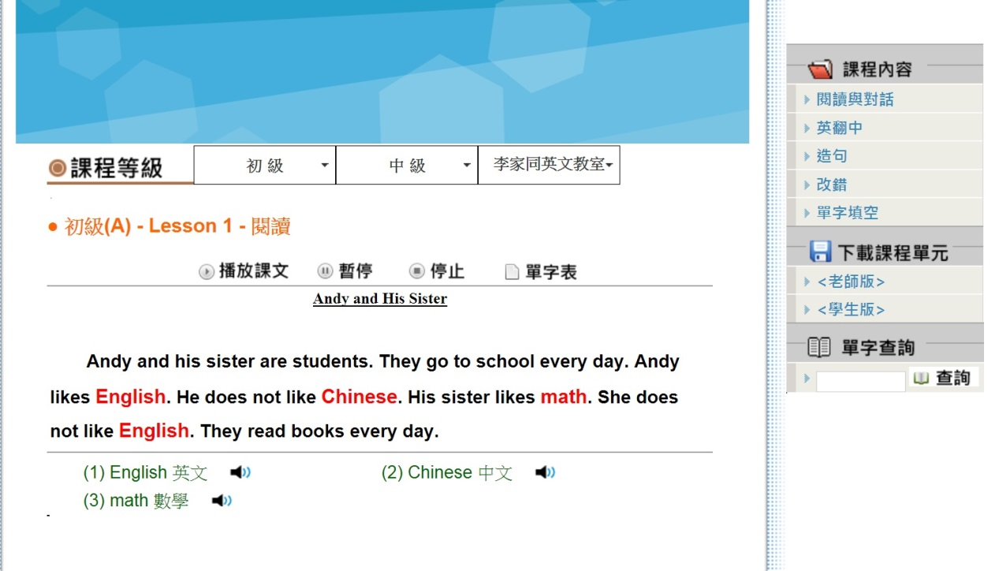 課程等級
初 級
中 級
李家同英文教室
● 初級(A) - Lesson 1 - 閱讀
播放課文 暫停 停止 單字表
Andy and His Sister
Andy and his sister are students. They go to school every day. Andy
likes English. He does not like Chinese. His sister likes math. She does
not like English. They read books every day.
(1) English 英文
(2) Chinese 中文
(3) math 數學
課程內容
閱讀與對話
英翻中
造句
改錯
單字填空
下載課程單元
<老師版>
<學生版>
單字查詢
查詢